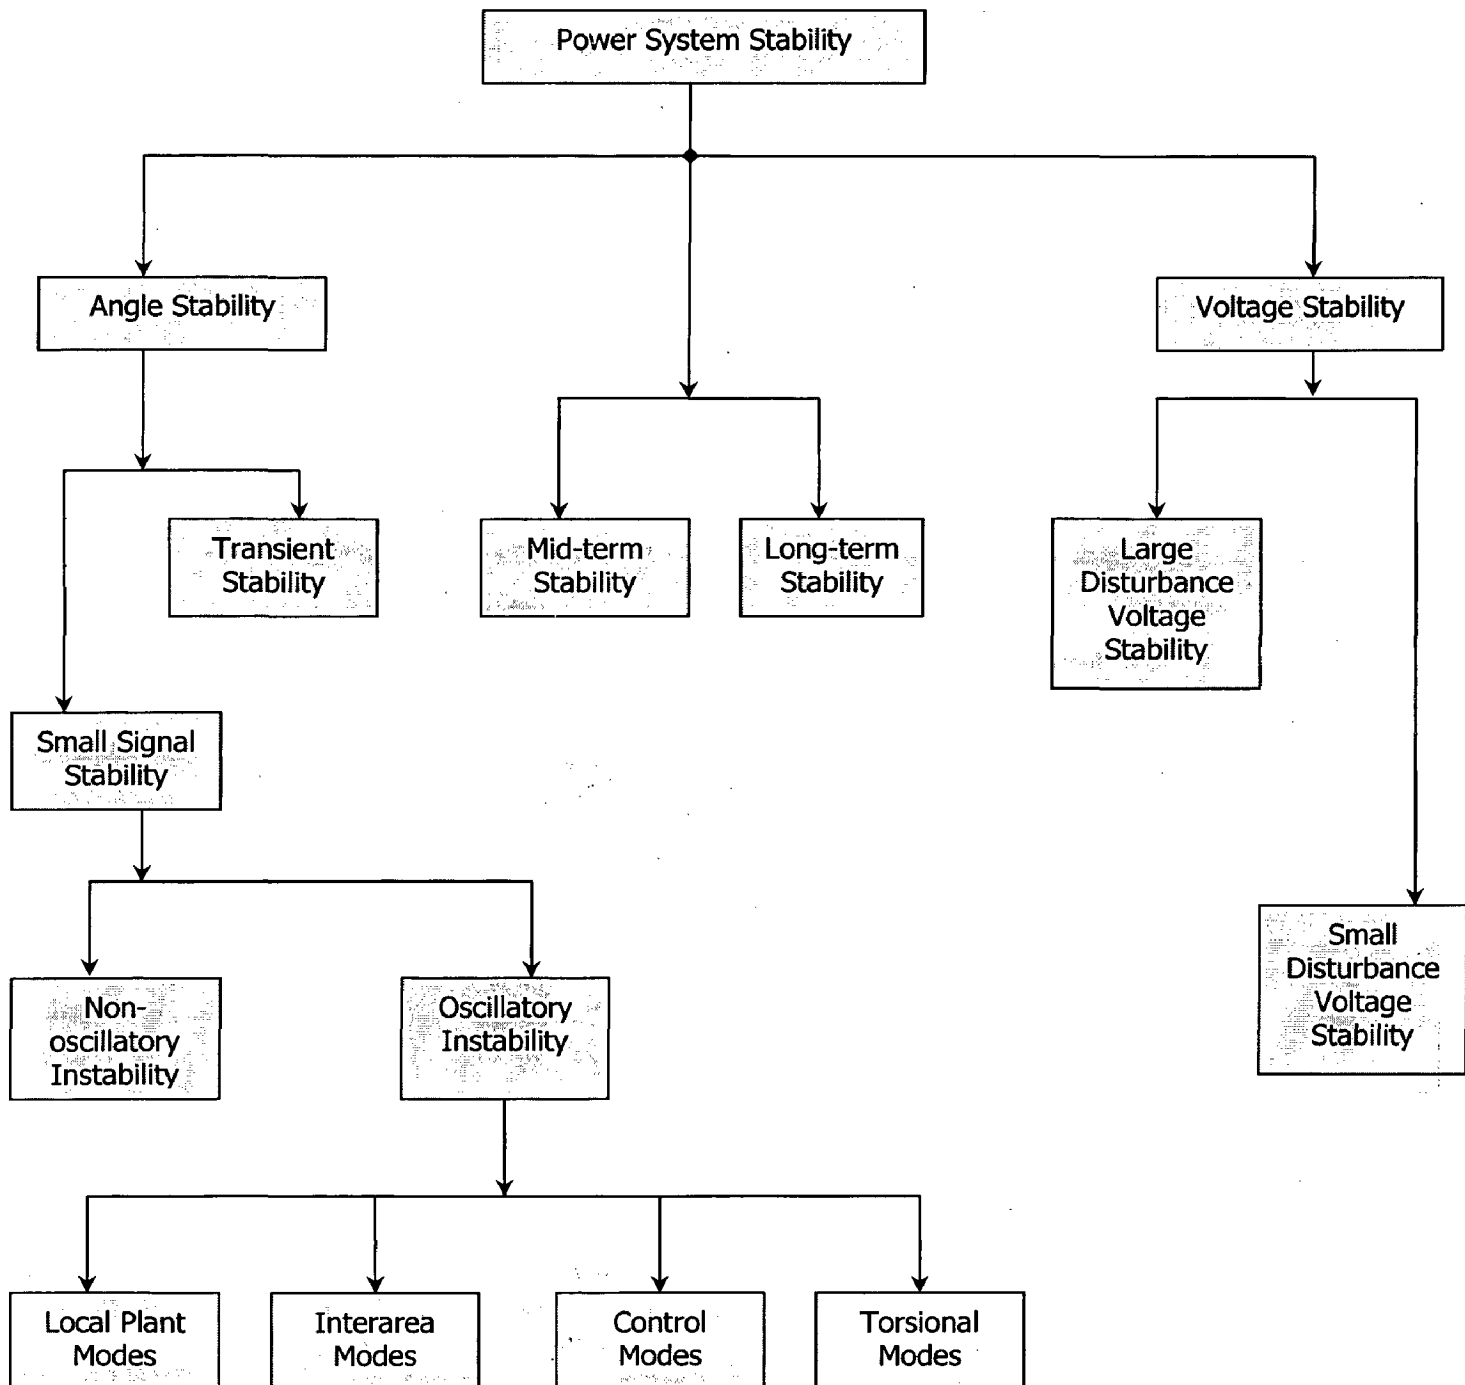 Power System Stability
Angle Stability
Voltage Stability
Transient
Stability
Mid-term
Stability
Long-term
Stability
Large
Disturbance
Voltage
Stability
Small Signal
Stability
Small
Disturbance
Voltage
Stability
Non-
oscillatory
Instability
Oscillatory
Instability
Local Plant
Modes
Interarea
Modes
Control
Modes
Torsional
Modes